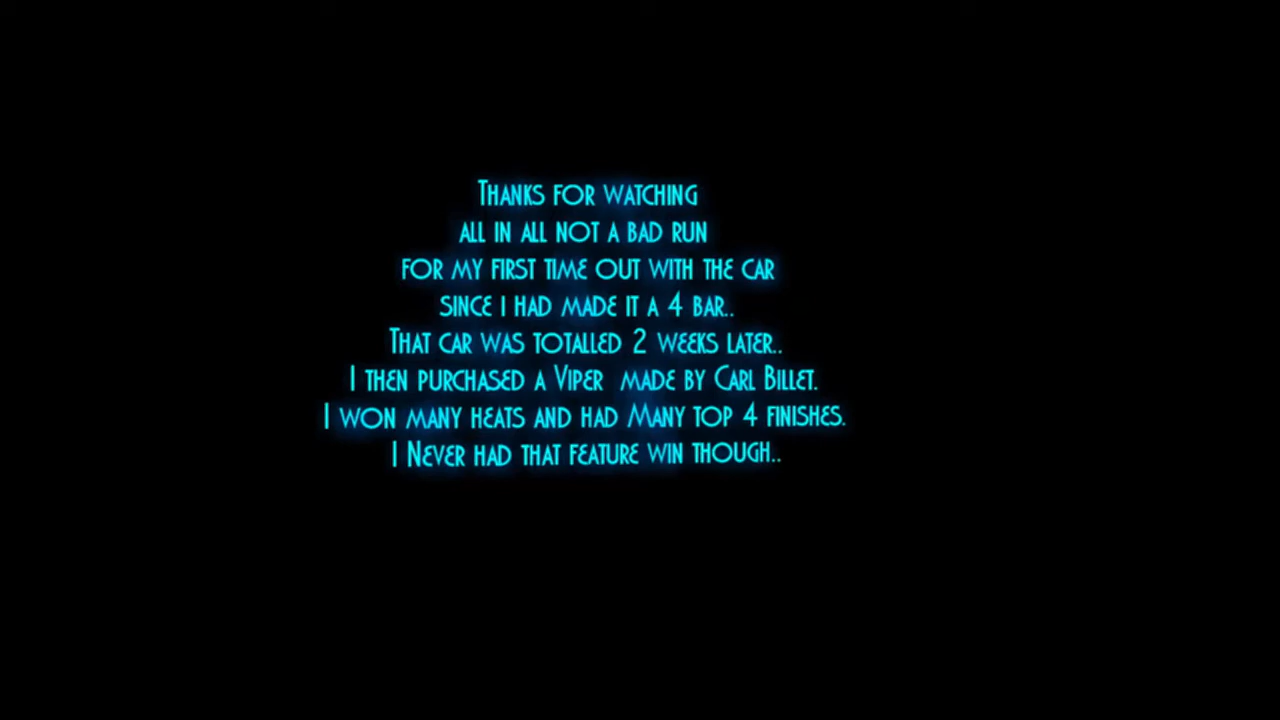 Thanks for watching
all in all not a bad run
for my first time out with the car
since i had made it a 4 bar..
That car was totalled 2 weeks later..
I then purchased a Viper  made by Carl Billet.
I won many heats and had Many top 4 finishes.
I Never had that feature win though..